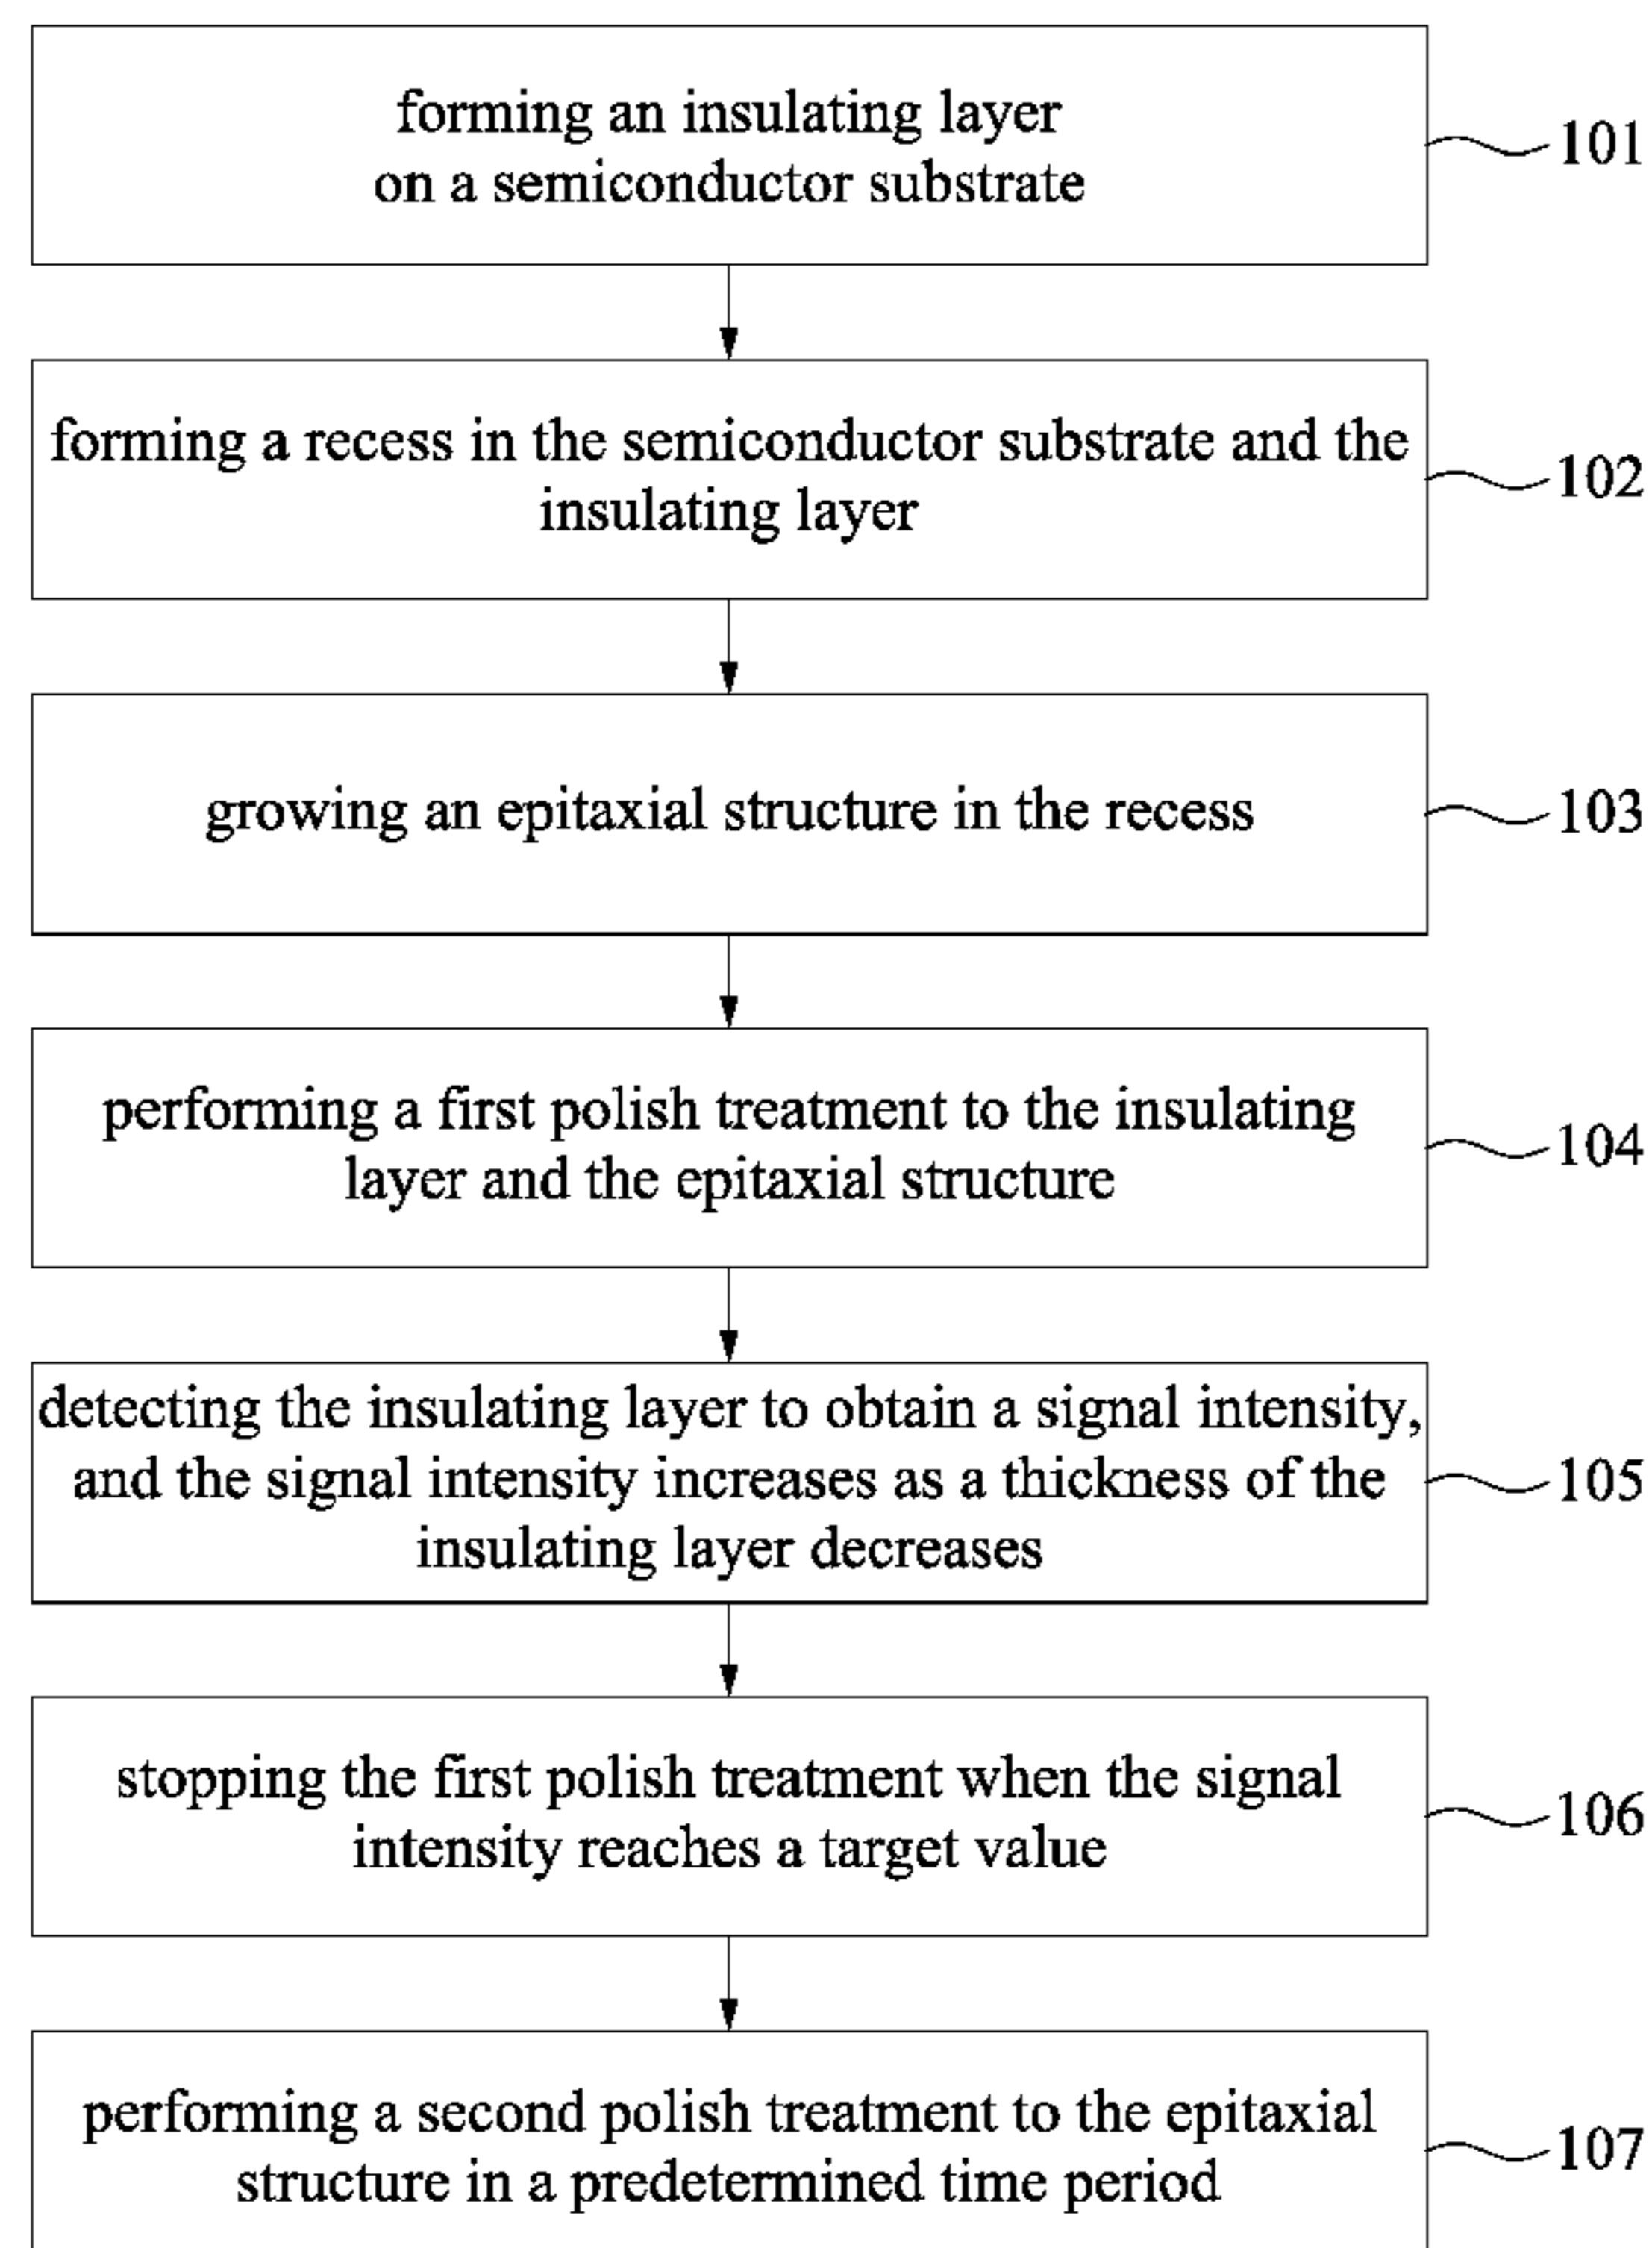 forming an insulating layer
on a semiconductor substrate
101
forming a recess in the semiconductor substrate and the
insulating layer
102
growing an epitaxial structure in the recess
103
performing a first polish treatment to the insulating
layer and the epitaxial structure
104
detecting the insulating layer to obtain a signal intensity,
and the signal intensity increases as a thickness of the
insulating layer decreases
105
stopping the first polish treatment when the signal
intensity reaches a target value
106
performing a second polish treatment to the epitaxial
structure in a predetermined time period
107